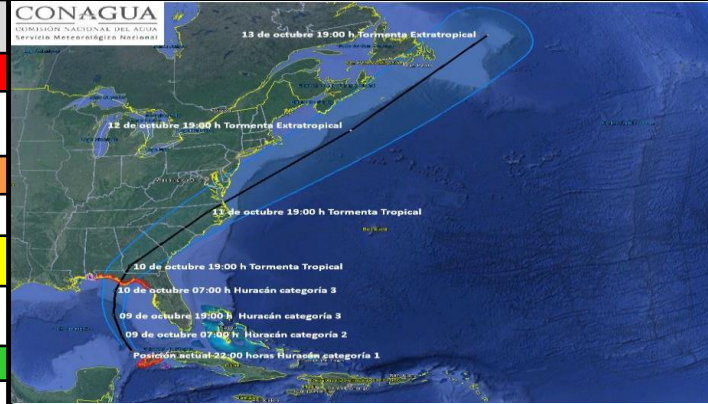 CONAGUA
COMISIÓN NACIONAL DEL AGUA
Servicio Meteorológico Nacional
13 de octubre 19:00 h Tormenta Extratropical
12 de octubre 19:00 h Tormenta Extratropical
11 de octubre 19:00 h Tormenta Tropical
10 de octubre 19:00 h Tormenta Tropical
10 de octubre 07:00 h Huracán categoría 3
09 de octubre 19:00 h Huracán categoría 3
09 de octubre 07:00 h Huracán categoría 2
Posición actual 22:00 horas Huracán categoría 1